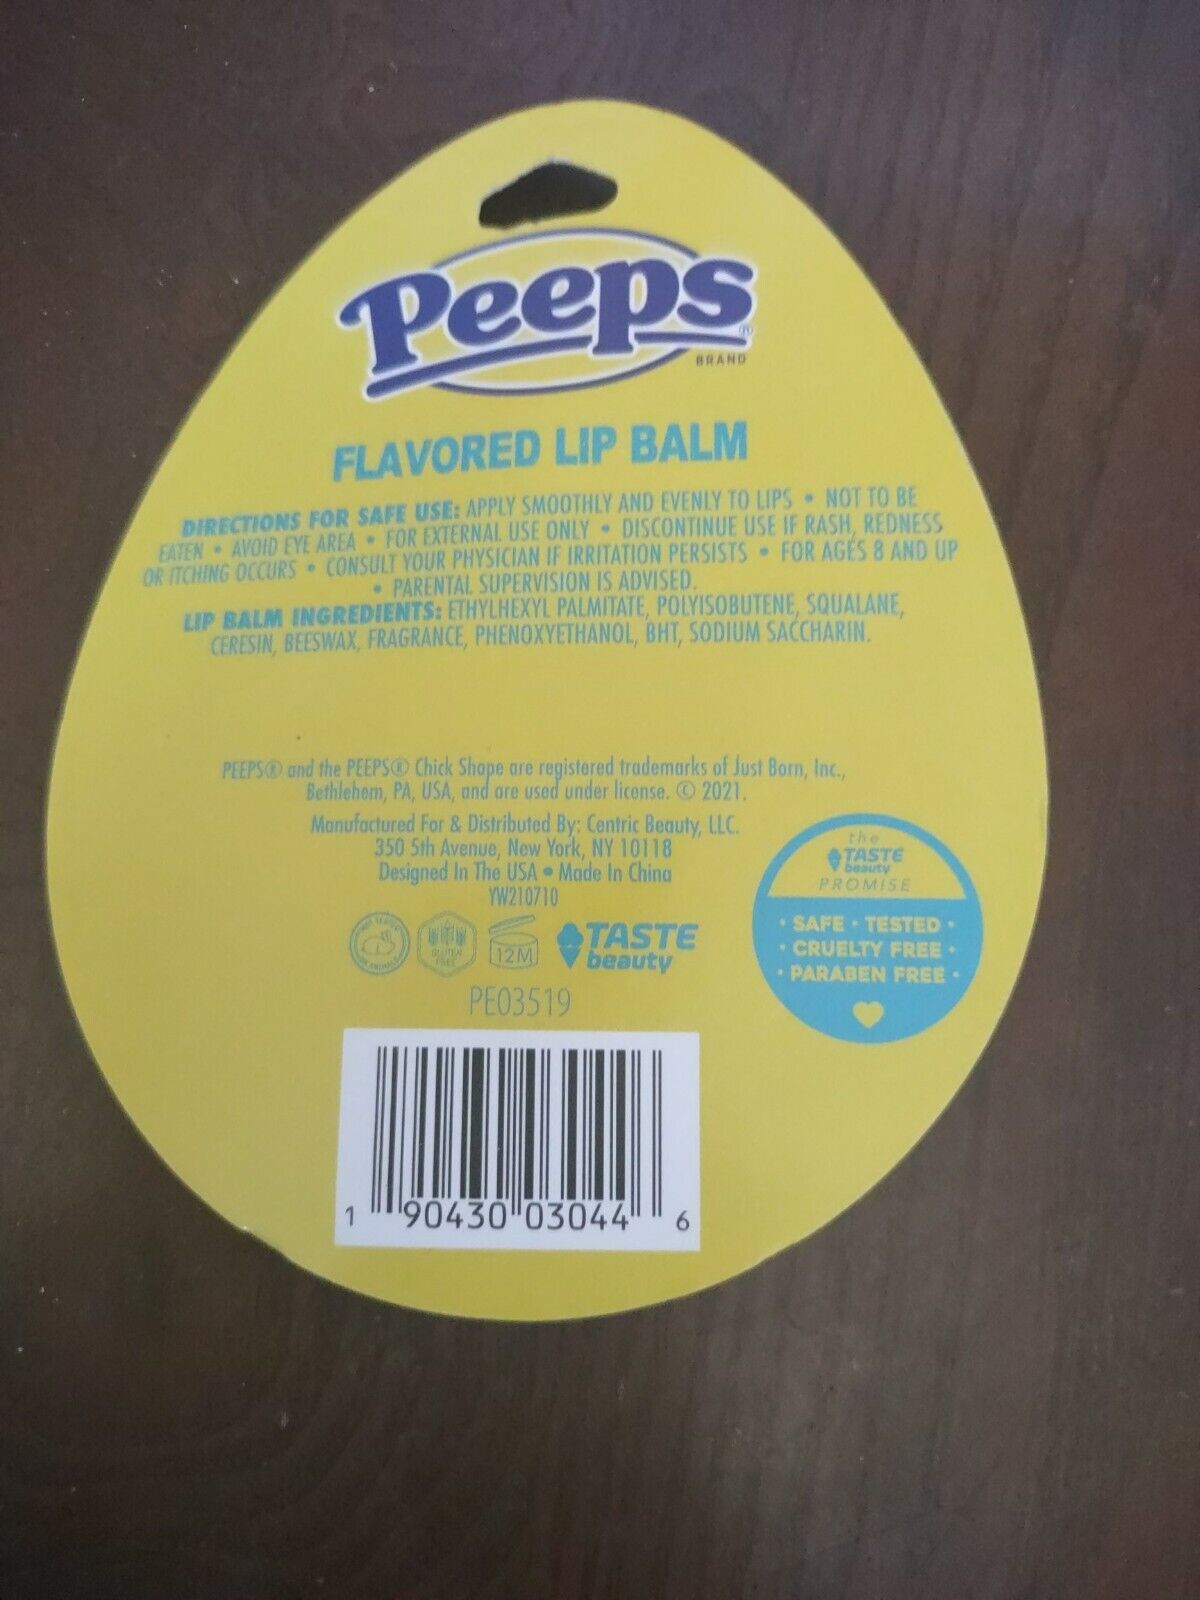 Peeps®
BRAND
FLAVORED LIP BALM
DIRECTIONS FOR SAFE USE: APPLY SMOOTHLY AND EVENLY TO LIPS • NOT TO BE
EATEN • AVOID EYE AREA • FOR EXTERNAL USE ONLY • DISCONTINUE USE IF RASH, REDNESS
OR ITCHING OCCURS • CONSULT YOUR PHYSICIAN IF IRRITATION PERSISTS • FOR AGES 8 AND UP
• PARENTAL SUPERVISION IS ADVISED.
LIP BALM INGREDIENTS: ETHYLHEXYL PALMITATE, POLYISOBUTENE, SQUALANE,
CERESIN, BEESWAX, FRAGRANCE, PHENOXYETHANOL, BHT, SODIUM SACCHARIN.
PEEPS® and the PEEPS® Chick Shape are registered trademarks of Just Born, Inc.,
Bethlehem, PA, USA, and are used under license. © 2021.
Manufactured For & Distributed By: Centric Beauty, LLC.
350 5th Avenue, New York, NY 10118
Designed In The USA • Made In China
YW210710
NOT TESTED
ON ANIMALS
GLUTEN
FREE
12M
TASTE
beauty
PE03519
the
TASTE
beauty
PROMISE
• SAFE • TESTED •
• CRUELTY FREE •
• PARABEN FREE •
1 90430 03044 6